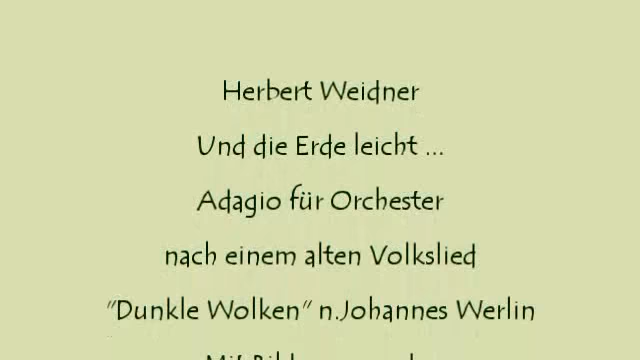 Herbert Weidner
Und die Erde leicht ...
Adagio für Orchester
nach einem alten Volkslied
"Dunkle Wolken" n.Johannes Werlin